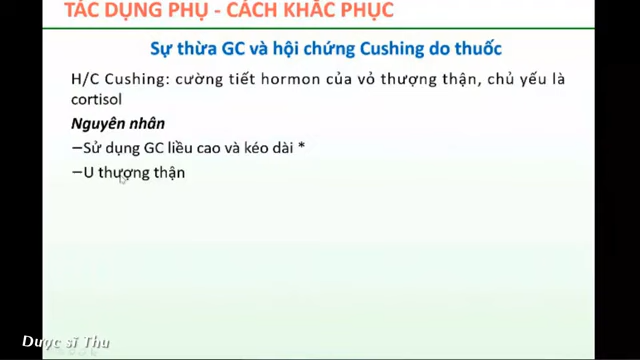 TÁC DỤNG PHỤ - CÁCH KHẮC PHỤC
Sự thừa GC và hội chứng Cushing do thuốc
H/C Cushing: cường tiết hormon của vỏ thượng thận, chủ yếu là
cortisol
Nguyên nhân
–Sử dụng GC liều cao và kéo dài *
–U thượng thận
Dược sĩ Thu